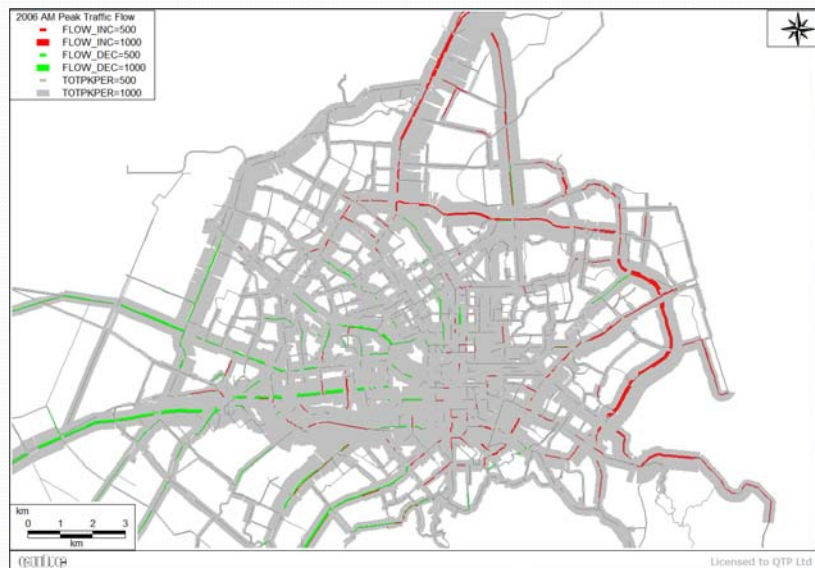 2006 AM Peak Traffic Flow
FLOW_INC=500
FLOW_INC=1000
FLOW_DEC=500
FLOW_DEC=1000
TOTPKPER=500
TOTPKPER=1000
km
0 1 2 3
km
Licensed to QTP Ltd